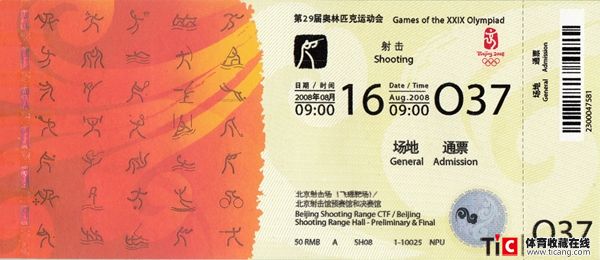 第29届奥林匹克运动会 Games of the XXIX Olympiad
射击
Shooting
Beijing 2008
日期 / 时间
2008年08月
09:00
16
Date / Time
Aug.2008
09:00
O37
场地 通票
General Admission
北京射击场（飞碟靶场）/
北京射击馆预赛馆和决赛馆
Beijing Shooting Range CTF / Beijing
Shooting Range Hall - Preliminary & Final
50 RMB A SH08 1-10025 NPU
场地 通票
General Admission
2300047581
O37
TiC 体育收藏在线
www.ticang.com